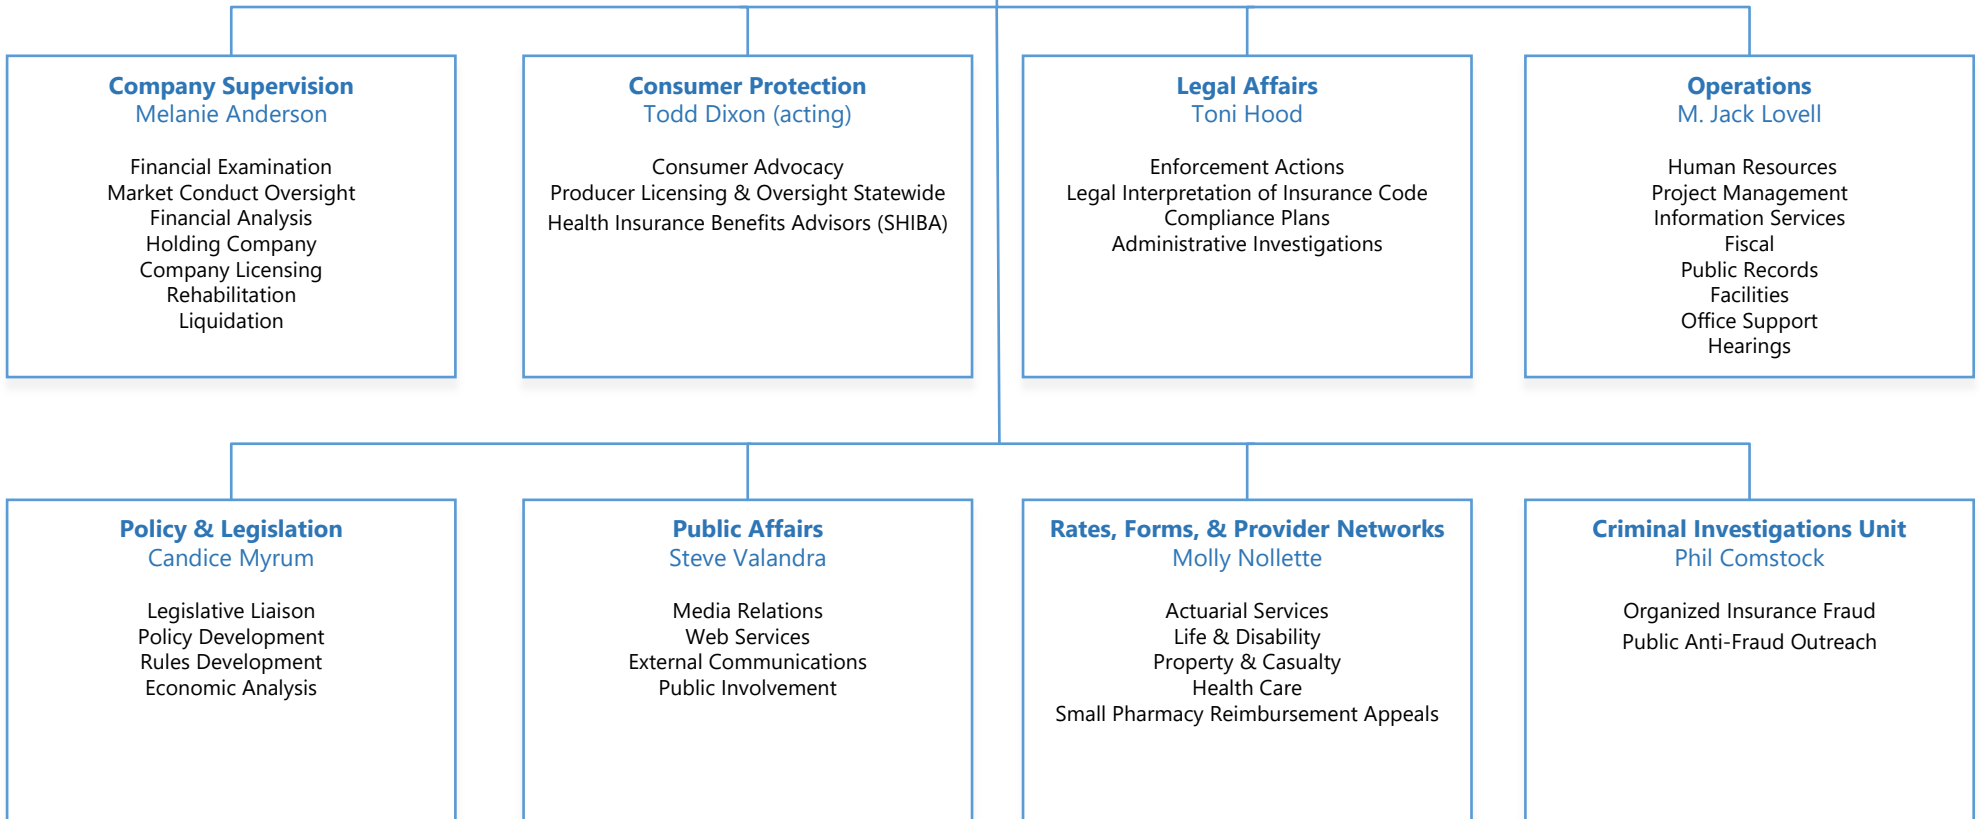 Company Supervision
Melanie Anderson
Financial Examination
Market Conduct Oversight
Financial Analysis
Holding Company
Company Licensing
Rehabilitation
Liquidation
Consumer Protection
Todd Dixon (acting)
Consumer Advocacy
Producer Licensing & Oversight Statewide
Health Insurance Benefits Advisors (SHIBA)
Legal Affairs
Toni Hood
Enforcement Actions
Legal Interpretation of Insurance Code
Compliance Plans
Administrative Investigations
Operations
M. Jack Lovell
Human Resources
Project Management
Information Services
Fiscal
Public Records
Facilities
Office Support
Hearings
Policy & Legislation
Candice Myrum
Legislative Liaison
Policy Development
Rules Development
Economic Analysis
Public Affairs
Steve Valandra
Media Relations
Web Services
External Communications
Public Involvement
Rates, Forms, & Provider Networks
Molly Nollette
Actuarial Services
Life & Disability
Property & Casualty
Health Care
Small Pharmacy Reimbursement Appeals
Criminal Investigations Unit
Phil Comstock
Organized Insurance Fraud
Public Anti-Fraud Outreach